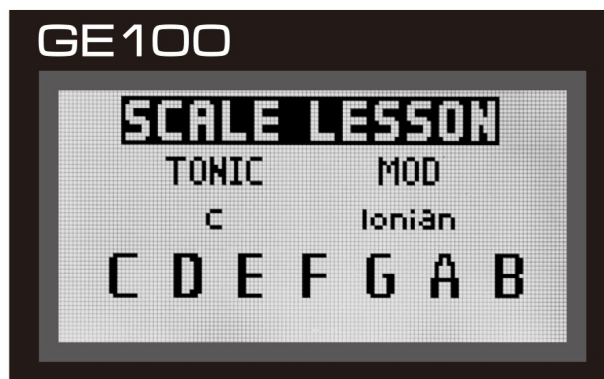 GE100
SCALE LESSON
TONIC MOD
C Ionian
C D E F G A B